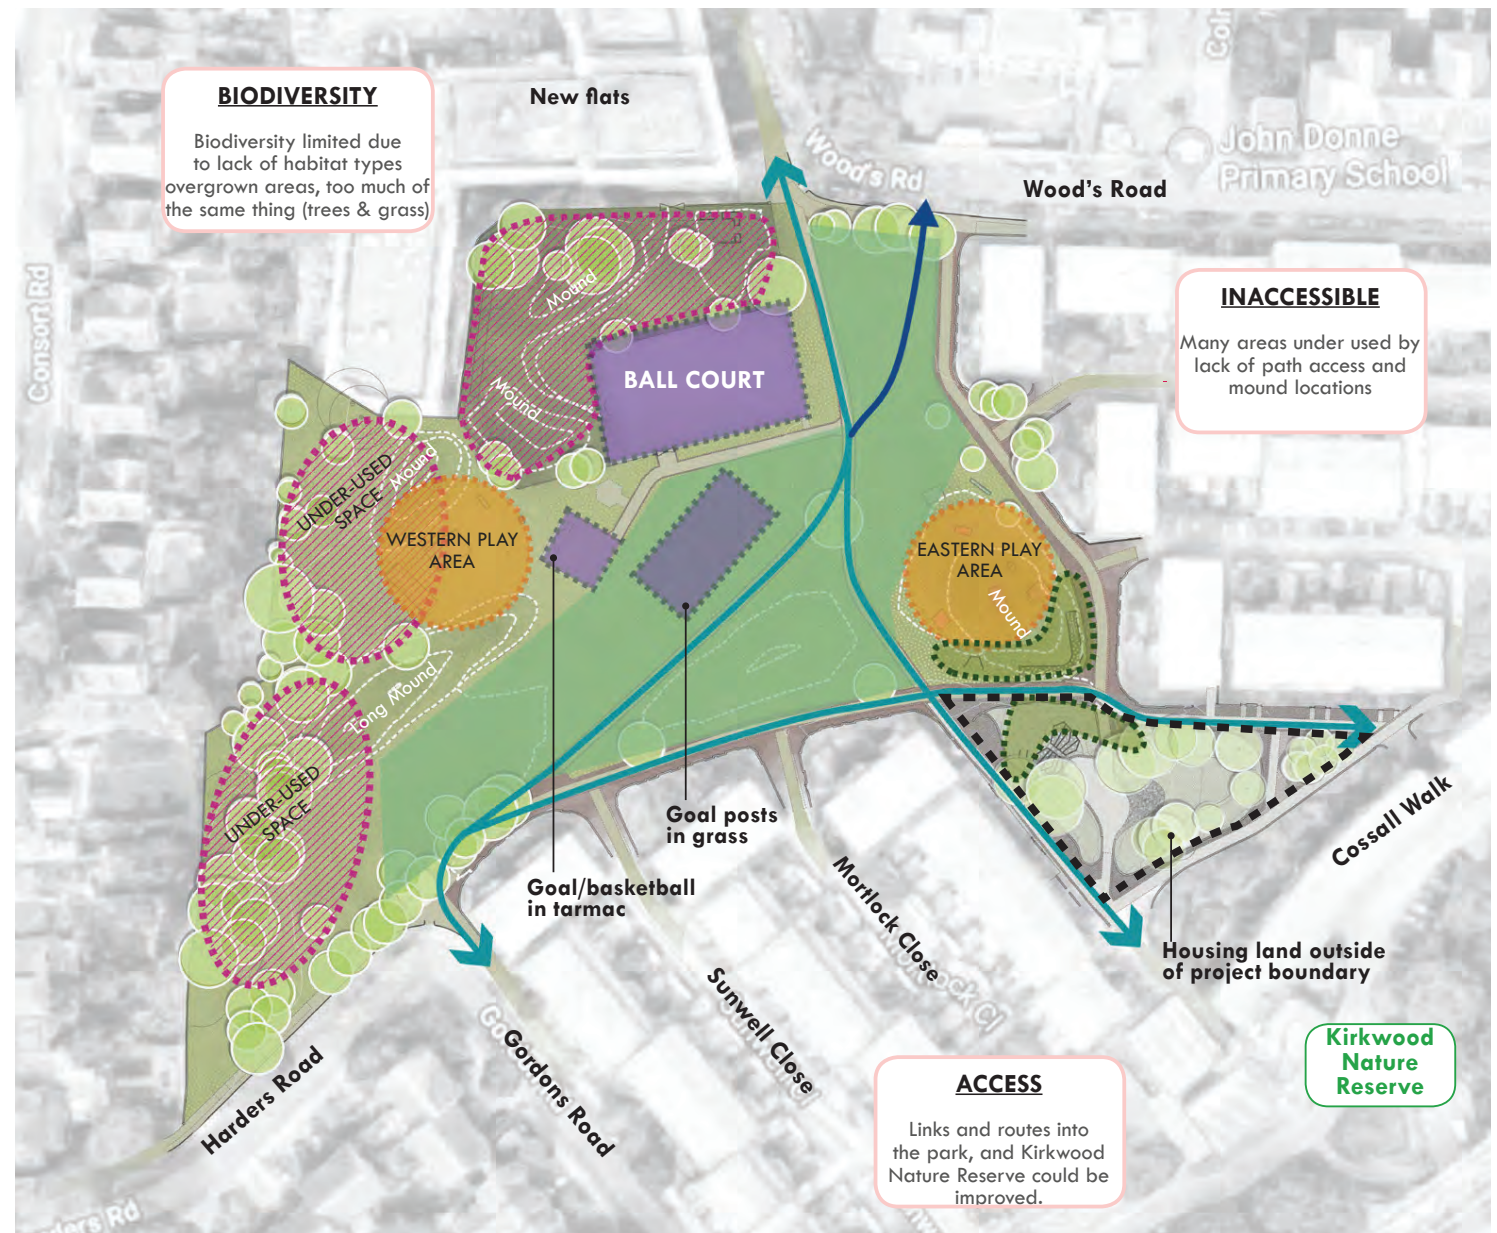 BIODIVERSITY
Biodiversity limited due
to lack of habitat types
overgrown areas, too much of
the same thing (trees & grass)
New flats
Wood's Rd
Wood's Road
John Donne
Primary School
Consort Rd
INACCESSIBLE
Many areas under used by
lack of path access and
mound locations
Mound
Mound
BALL COURT
Mound
UNDER-USED
SPACE
WESTERN PLAY
AREA
EASTERN PLAY
AREA
Mound
Long Mound
UNDER-USED
SPACE
Goal posts
in grass
Goal/basketball
in tarmac
Cossall Walk
Mortlock Close
Housing land outside
of project boundary
Sunwell Close
Gordons Road
Harders Road
Kirkwood
Nature
Reserve
ACCESS
Links and routes into
the park, and Kirkwood
Nature Reserve could be
improved.